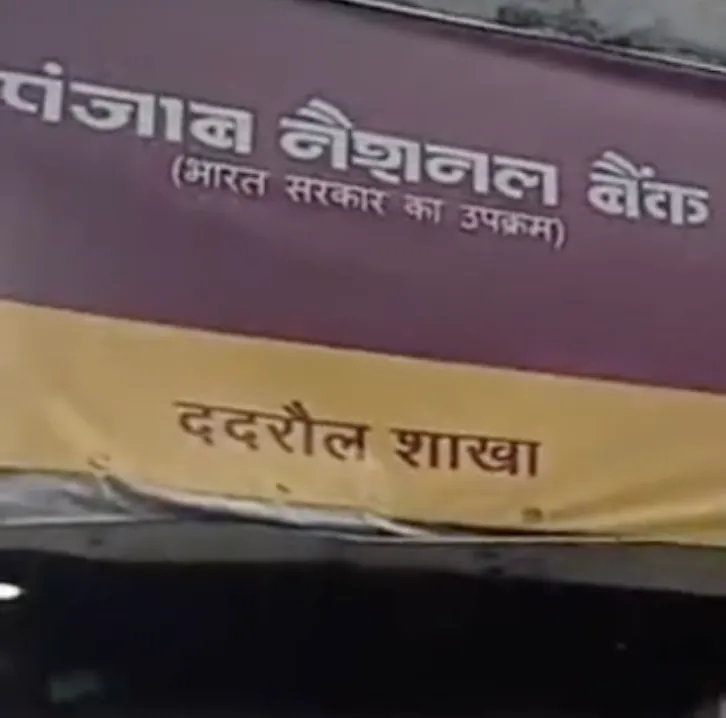 पंजाब नैशनल बैंक
(भारत सरकार का उपक्रम)
ददरौल शाखा